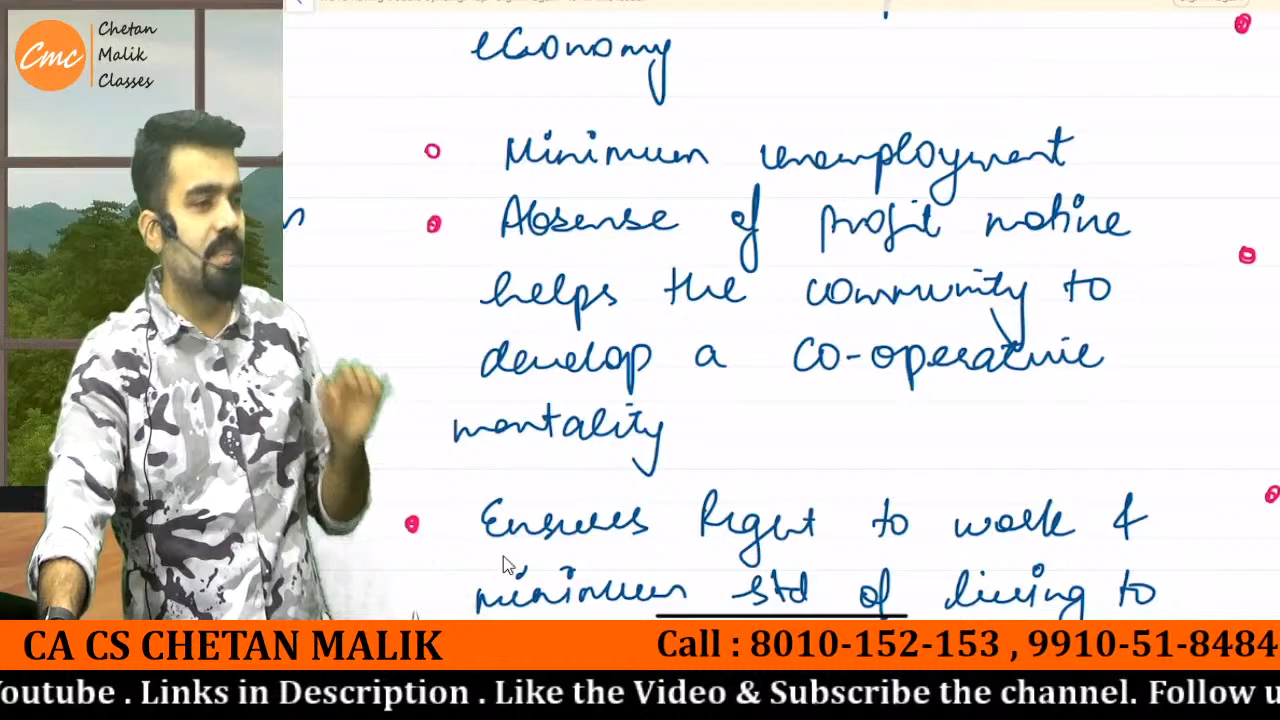 Cmc
Chetan
Malik
Classes
economy
Minimum unemployment
Absense of profit motive
helps the community to
develop a co-operative
mentality
Ensures Right to work &
minimum std of living to
CA CS CHETAN MALIK
Call : 8010-152-153 , 9910-51-8484
Youtube . Links in Description . Like the Video & Subscribe the channel. Follow u